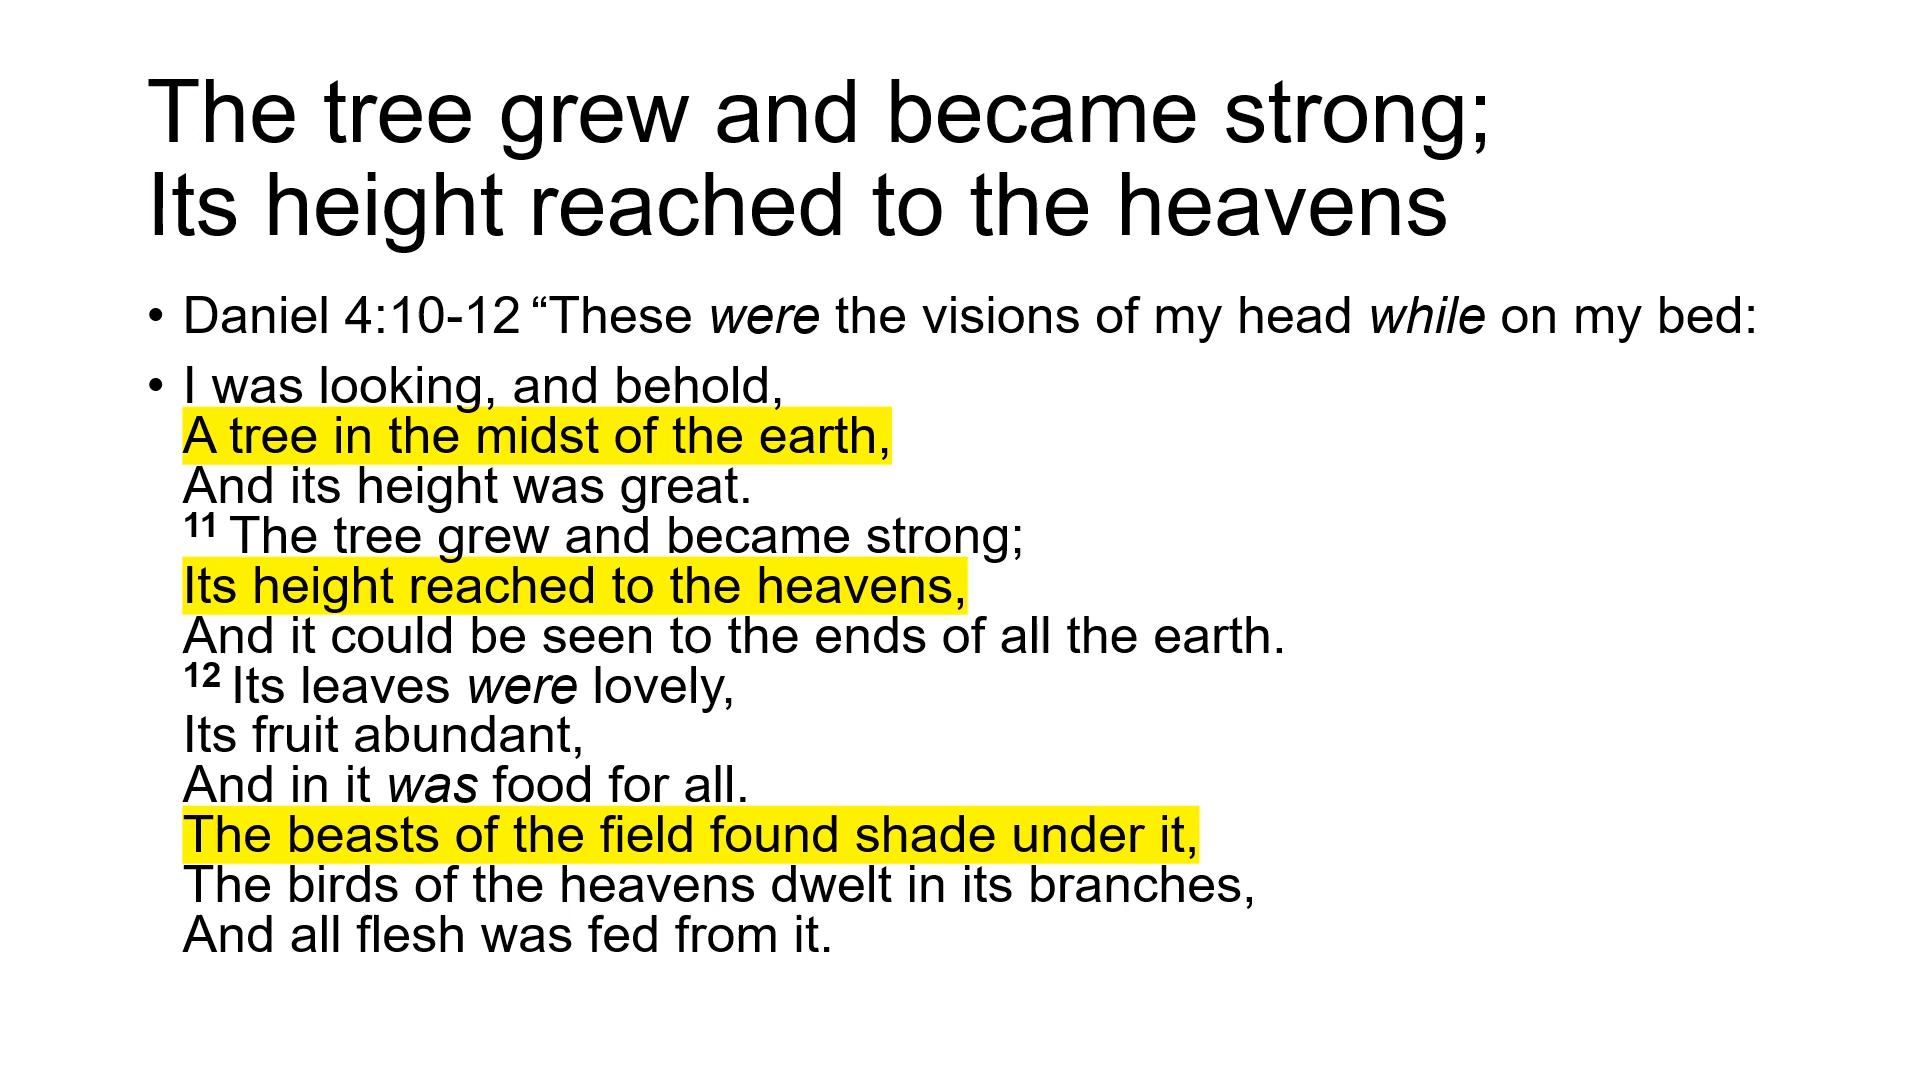 The tree grew and became strong;
Its height reached to the heavens
• Daniel 4:10-12 “These were the visions of my head while on my bed:
• I was looking, and behold,
A tree in the midst of the earth,
And its height was great.
11 The tree grew and became strong;
Its height reached to the heavens,
And it could be seen to the ends of all the earth.
12 Its leaves were lovely,
Its fruit abundant,
And in it was food for all.
The beasts of the field found shade under it,
The birds of the heavens dwelt in its branches,
And all flesh was fed from it.